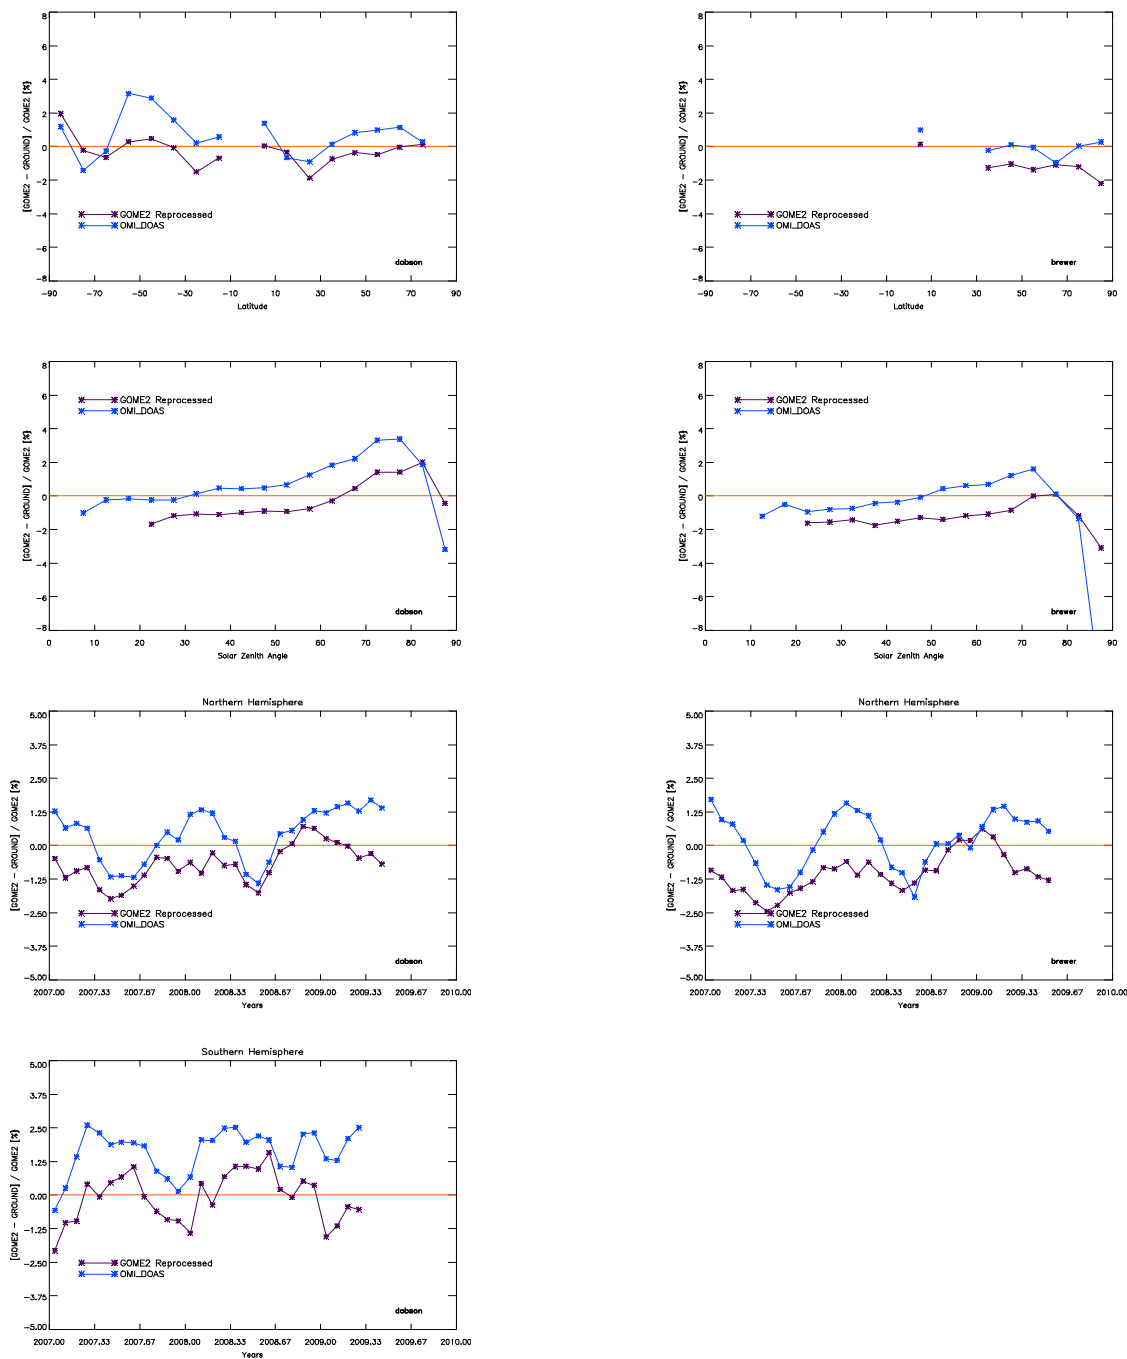 8
6
4
2
0
−2
−4
−6
−8
[GOME2 − GROUND] / GOME2 [%]
GOME2 Reprocessed
OMI_DOAS
dobson
−90 −70 −50 −30 −10 10 30 50 70 90
Latitude
8
6
4
2
0
−2
−4
−6
−8
[GOME2 − GROUND] / GOME2 [%]
GOME2 Reprocessed
OMI_DOAS
brewer
−90 −70 −50 −30 −10 10 30 50 70 90
Latitude
8
6
4
2
0
−2
−4
−6
−8
[GOME2 − GROUND] / GOME2 [%]
GOME2 Reprocessed
OMI_DOAS
dobson
0 10 20 30 40 50 60 70 80 90
Solar Zenith Angle
8
6
4
2
0
−2
−4
−6
−8
[GOME2 − GROUND] / GOME2 [%]
GOME2 Reprocessed
OMI_DOAS
brewer
0 10 20 30 40 50 60 70 80 90
Solar Zenith Angle
Northern Hemisphere
5.00
3.75
2.50
1.25
0.00
−1.25
−2.50
−3.75
−5.00
[GOME2 − GROUND] / GOME2 [%]
GOME2 Reprocessed
OMI_DOAS
dobson
2007.00 2007.33 2007.67 2008.00 2008.33 2008.67 2009.00 2009.33 2009.67 2010.00
Years
Northern Hemisphere
5.00
3.75
2.50
1.25
0.00
−1.25
−2.50
−3.75
−5.00
[GOME2 − GROUND] / GOME2 [%]
GOME2 Reprocessed
OMI_DOAS
brewer
2007.00 2007.33 2007.67 2008.00 2008.33 2008.67 2009.00 2009.33 2009.67 2010.00
Years
Southern Hemisphere
5.00
3.75
2.50
1.25
0.00
−1.25
−2.50
−3.75
−5.00
[GOME2 − GROUND] / GOME2 [%]
GOME2 Reprocessed
OMI_DOAS
dobson
2007.00 2007.33 2007.67 2008.00 2008.33 2008.67 2009.00 2009.33 2009.67 2010.00
Years